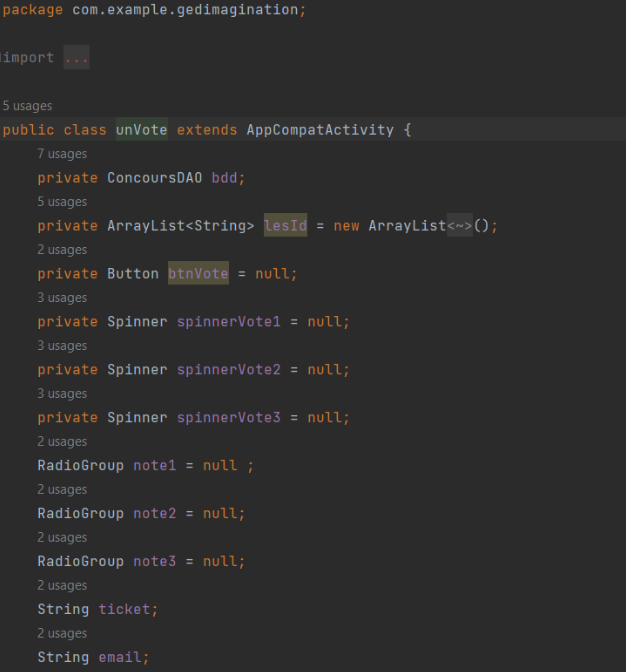 package com.example.gedimagination;
import ...
5 usages
public class unVote extends AppCompatActivity {
7 usages
private ConcoursDAO bdd;
5 usages
private ArrayList<String> lesId = new ArrayList<~>();
2 usages
private Button btnVote = null;
3 usages
private Spinner spinnerVote1 = null;
3 usages
private Spinner spinnerVote2 = null;
3 usages
private Spinner spinnerVote3 = null;
2 usages
RadioGroup note1 = null ;
2 usages
RadioGroup note2 = null;
2 usages
RadioGroup note3 = null;
2 usages
String ticket;
2 usages
String email;